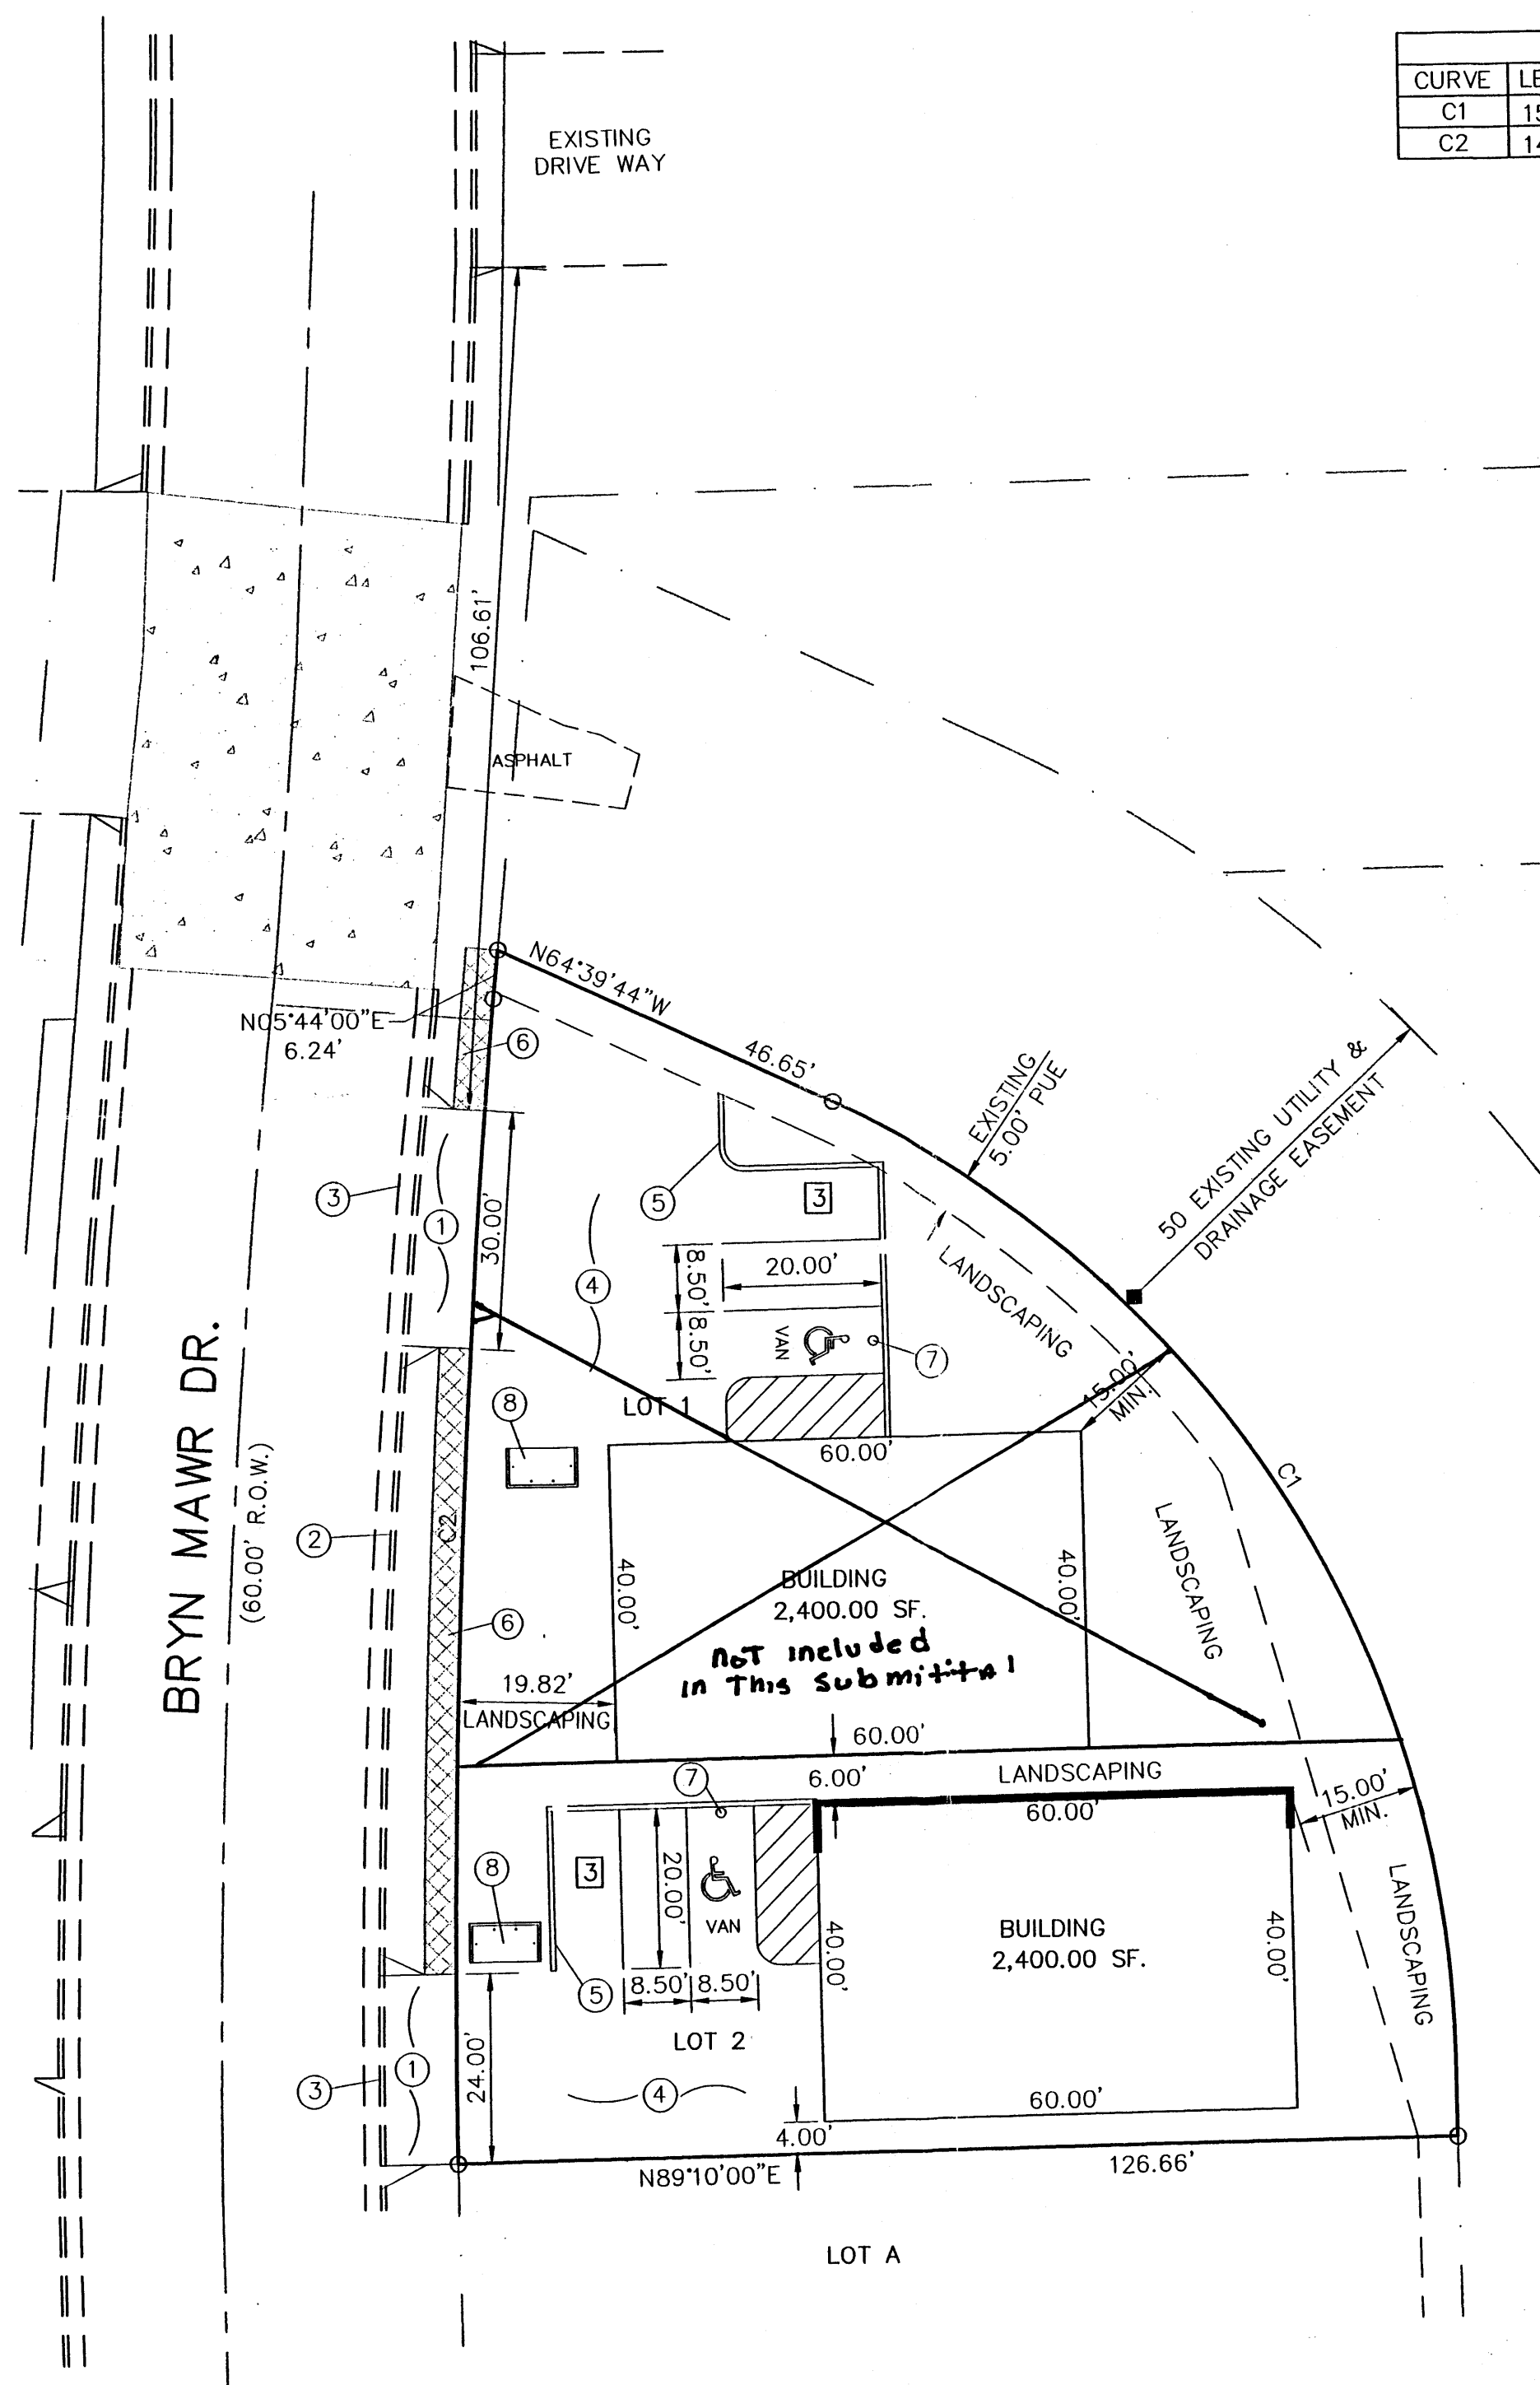 CURVE
C1 15
C2 14
EXISTING
DRIVE WAY
106.61'
ASPHALT
N64°39'44"W
46.65'
N05°44'00"E
6.24'
6
EXISTING
5.00' PUE
50 EXISTING UTILITY &
DRAINAGE EASEMENT
3
1
30.00'
5
3
4
8.50'
20.00'
8.50'
VAN
7
LANDSCAPING
15.00'
MIN.
8
LOT 1
60.00'
C1
BRYN MAWR DR.
(60.00' R.O.W.)
2
C2
6
40.00'
BUILDING
2,400.00 SF.
40.00'
LANDSCAPING
not included
in This Submitital
19.82'
LANDSCAPING
60.00'
7
6.00'
LANDSCAPING
60.00'
15.00'
MIN.
8
3
20.00'
VAN
40.00'
BUILDING
2,400.00 SF.
40.00'
LANDSCAPING
8.50' 8.50'
5
LOT 2
24.00'
1
3
4
60.00'
4.00'
N89°10'00"E
126.66'
LOT A